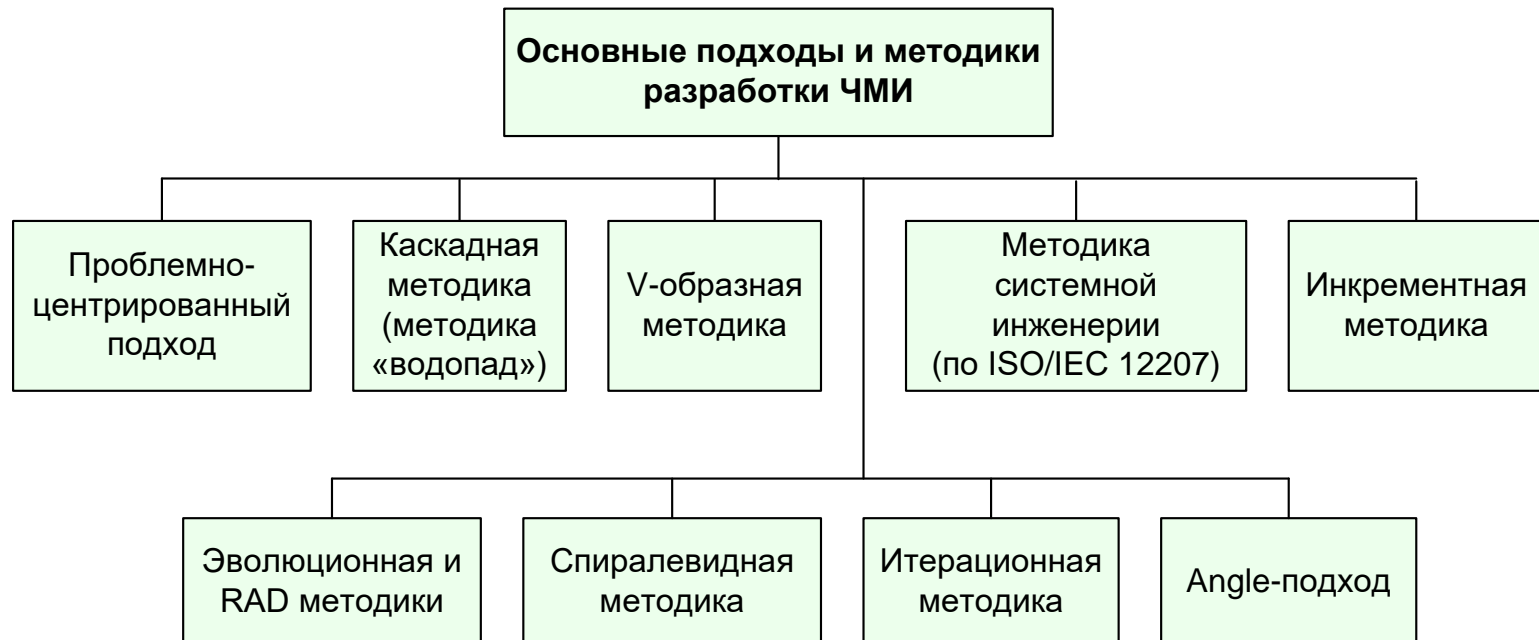 Основные подходы и методики
разработки ЧМИ
Проблемно-
центрированный
подход
Каскадная
методика
(методика
«водопад»)
V-образная
методика
Методика
системной
инженерии
(по ISO/IEC 12207)
Инкрементная
методика
Эволюционная и
RAD методики
Спиралевидная
методика
Итерационная
методика
Angle-подход